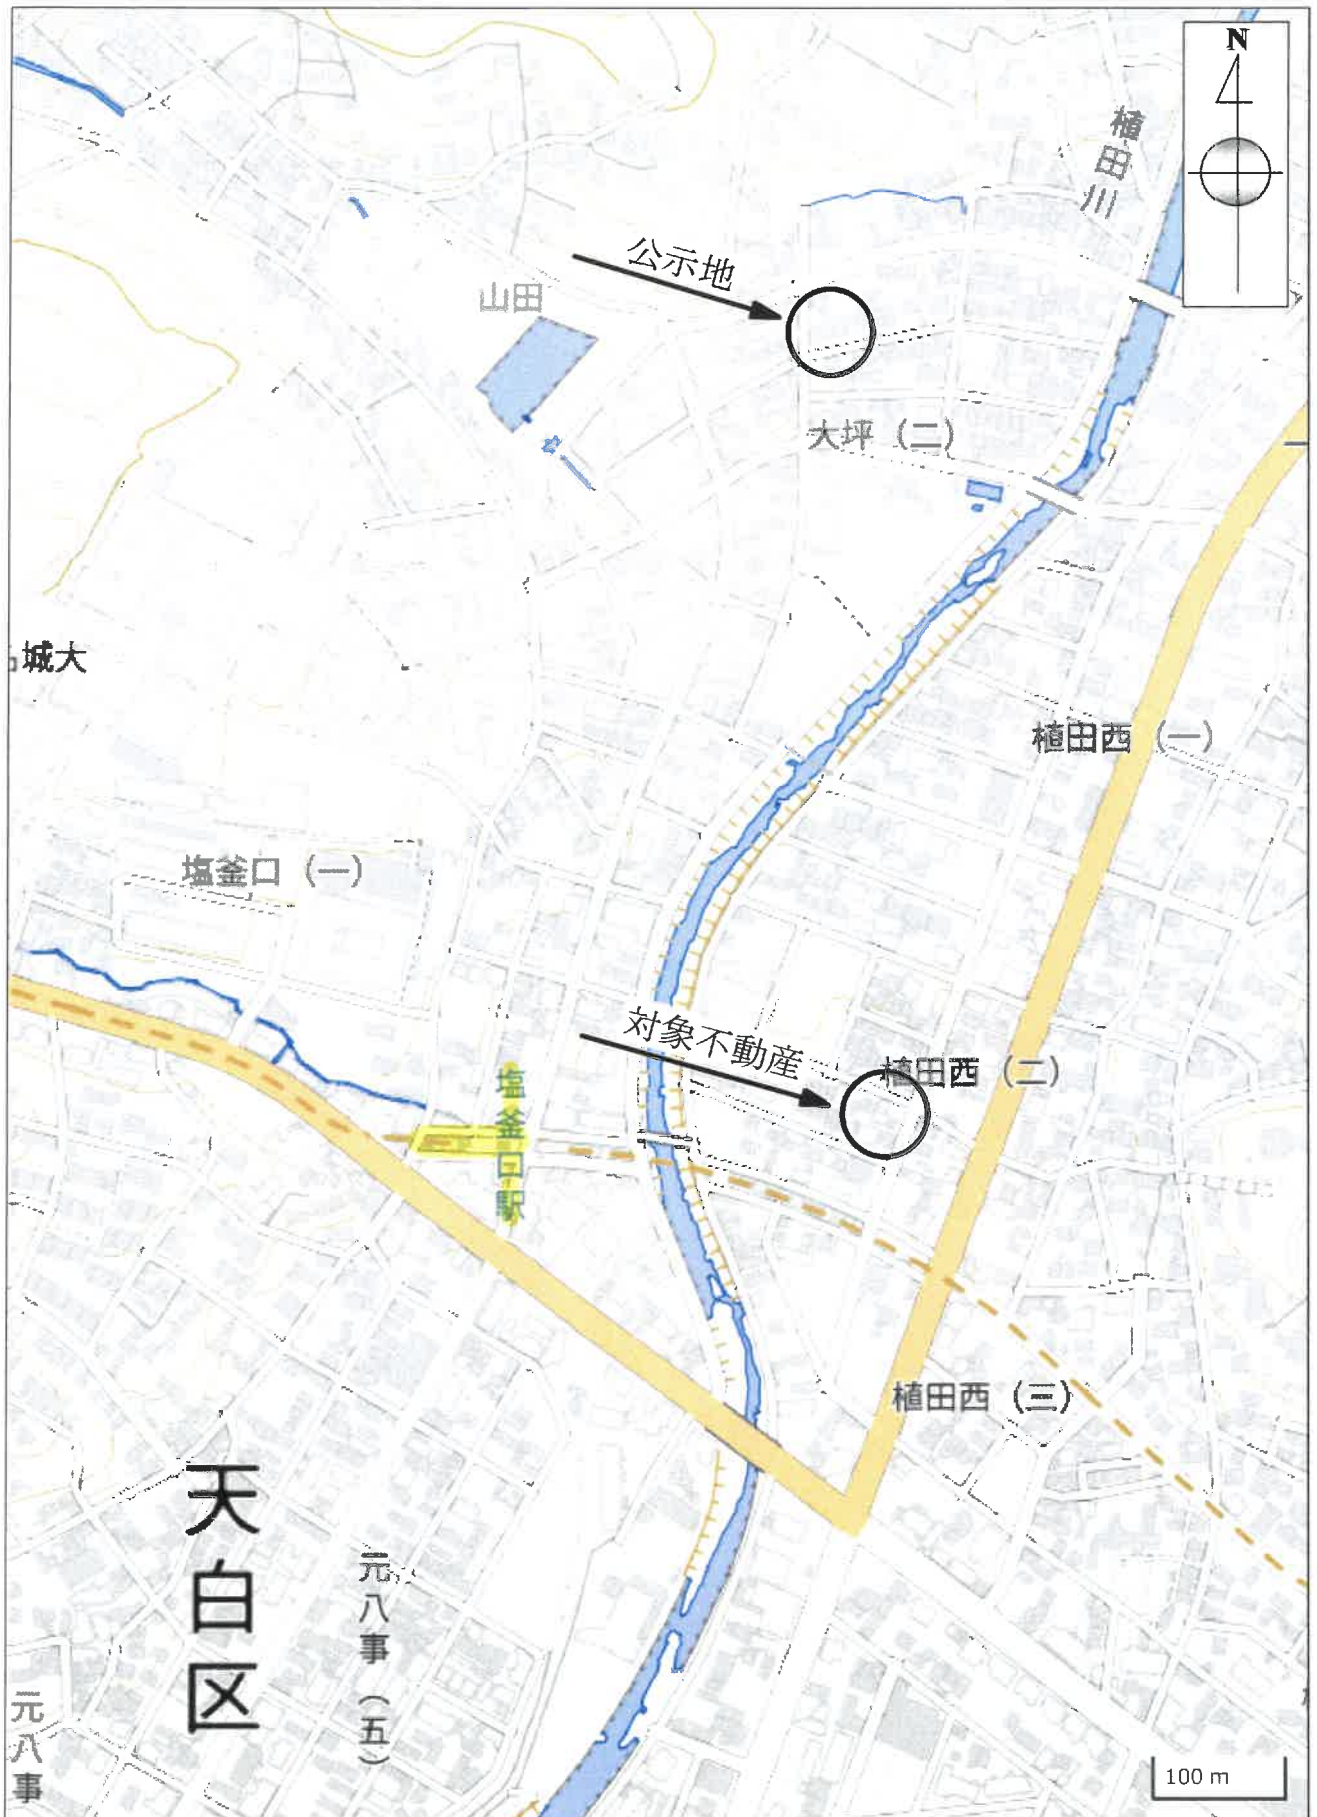 N
植田川
公示地
山田
大坪（二）
城大
植田西（一）
塩釜口（一）
対象不動産
植田西（二）
塩釜口駅
植田西（三）
天白区
元八事（五）
元八事
100 m